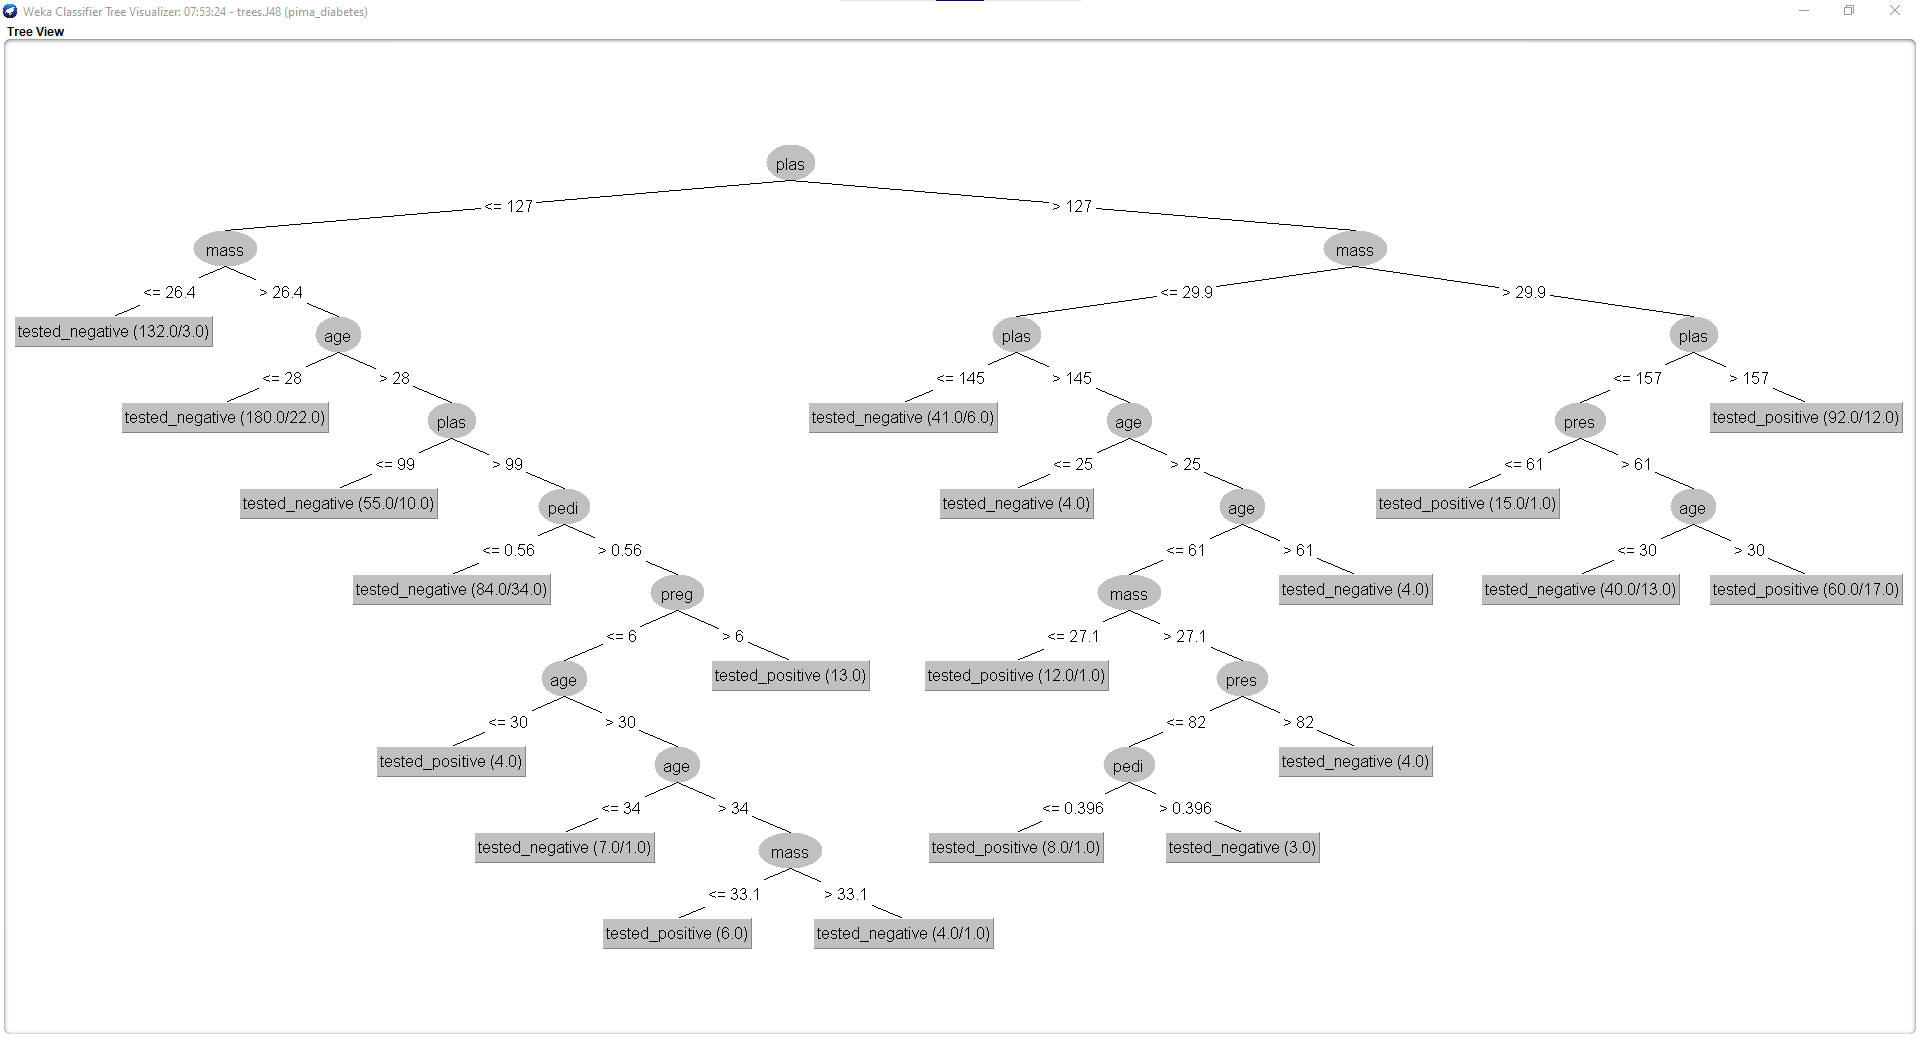 Weka Classifier Tree Visualizer: 07:53:24 - trees.J48 (pima_diabetes)
Tree View
plas
<= 127 > 127
mass mass
<= 26.4 > 26.4 <= 29.9 > 29.9
tested_negative (132.0/3.0) age plas plas
<= 28 > 28 <= 145 > 145 <= 157 > 157
tested_negative (180.0/22.0) plas tested_negative (41.0/6.0) age pres tested_positive (92.0/12.0)
<= 99 > 99 <= 25 > 25 <= 61 > 61
tested_negative (55.0/10.0) pedi tested_negative (4.0) age tested_positive (15.0/1.0) age
<= 0.56 > 0.56 <= 61 > 61 <= 30 > 30
tested_negative (84.0/34.0) preg mass tested_negative (4.0) tested_negative (40.0/13.0) tested_positive (60.0/17.0)
<= 6 > 6 <= 27.1 > 27.1
age tested_positive (13.0) tested_positive (12.0/1.0) pres
<= 30 > 30 <= 82 > 82
tested_positive (4.0) age pedi tested_negative (4.0)
<= 34 > 34 <= 0.396 > 0.396
tested_negative (7.0/1.0) mass tested_positive (8.0/1.0) tested_negative (3.0)
<= 33.1 > 33.1
tested_positive (6.0) tested_negative (4.0/1.0)